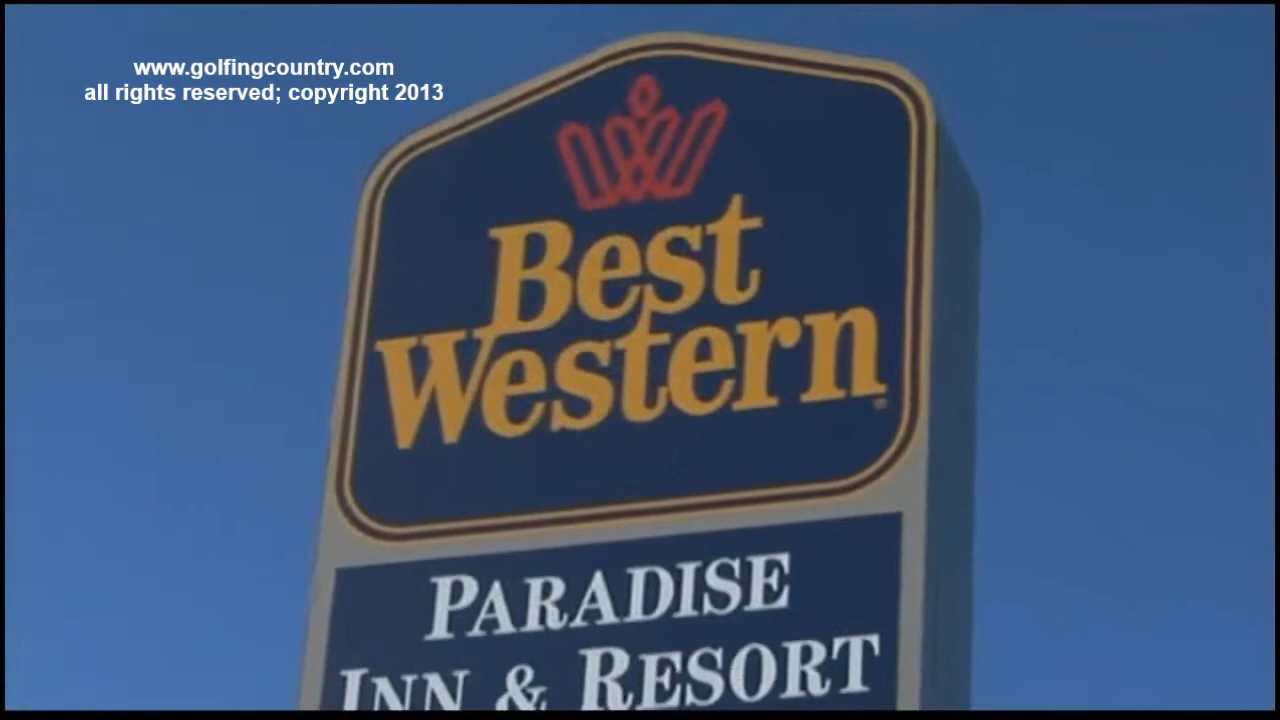 www.golfingcountry.com
all rights reserved; copyright 2013
Best
Western
PARADISE
INN & RESORT